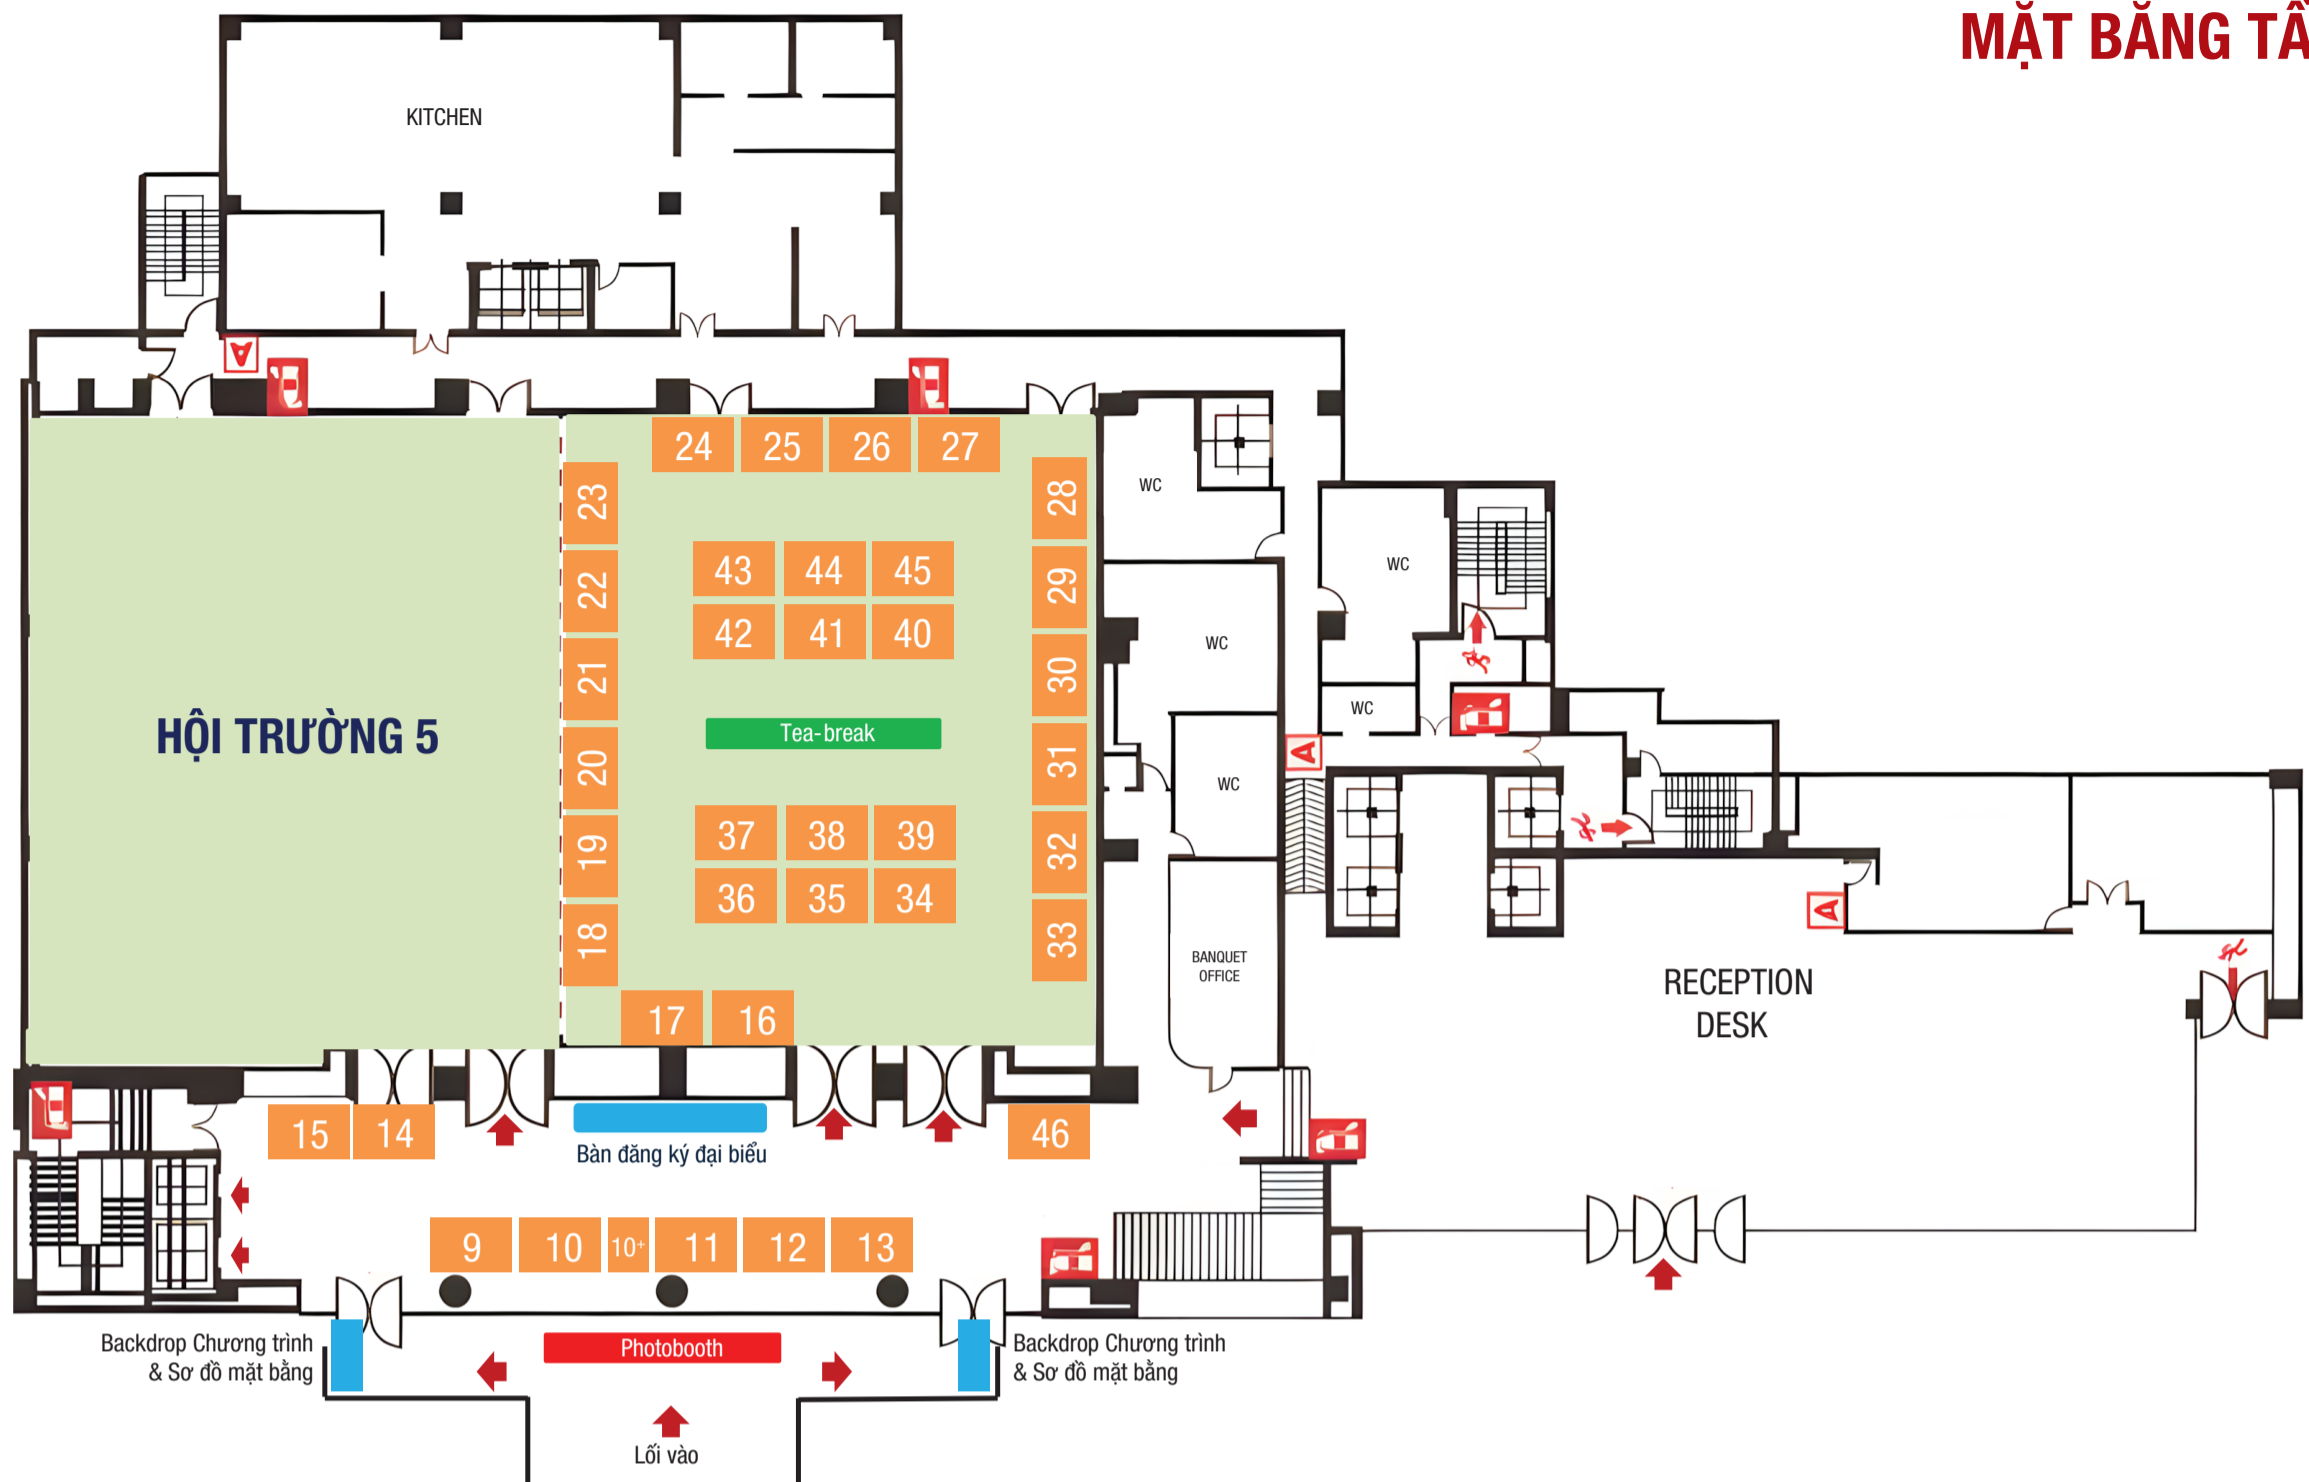 MẶT BẰNG TẦ
KITCHEN
A
24 25 26 27
23
28
WC
43 44 45
22
29
WC
42 41 40
WC
21
30
HỘI TRƯỜNG 5
Tea-break
WC
20
31
A
WC
37 38 39
19
32
36 35 34
A
18
33
BANQUET
OFFICE
RECEPTION
DESK
17 16
15 14
46
Bàn đăng ký đại biểu
9 10 10+ 11 12 13
Backdrop Chương trình
& Sơ đồ mặt bằng
Photobooth
Backdrop Chương trình
& Sơ đồ mặt bằng
Lối vào